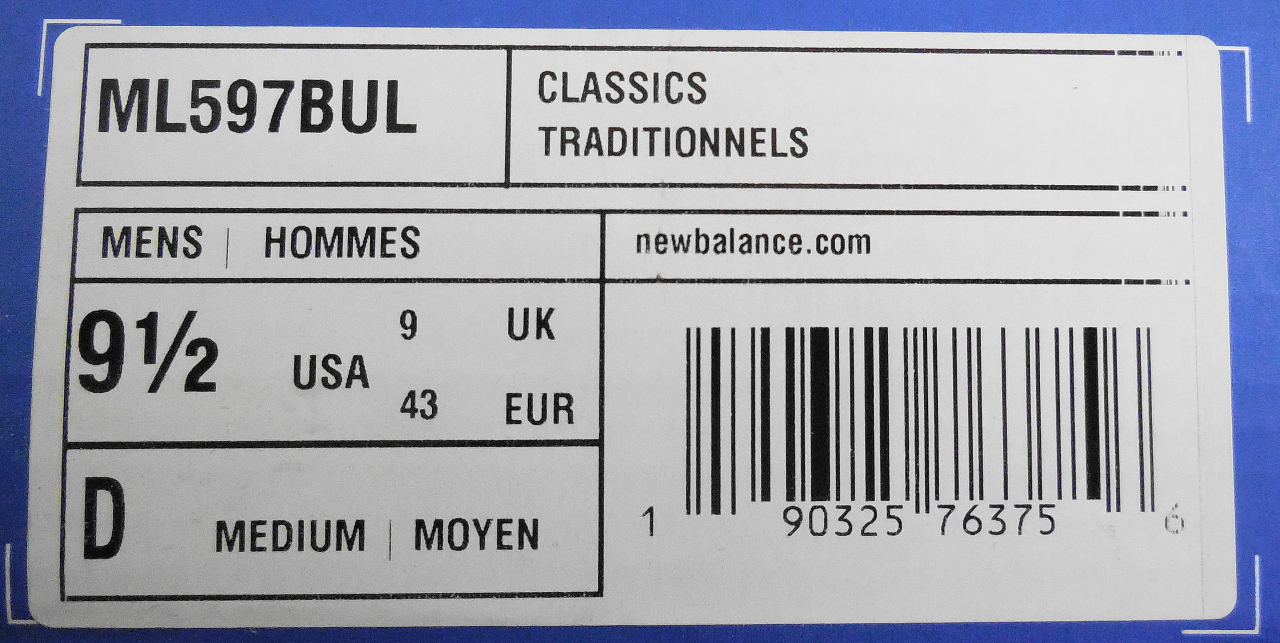 ML597BUL
CLASSICS
TRADITIONNELS
MENS | HOMMES
newbalance.com
9½ USA
9 UK
43 EUR
D MEDIUM | MOYEN
1 90325 76375 6